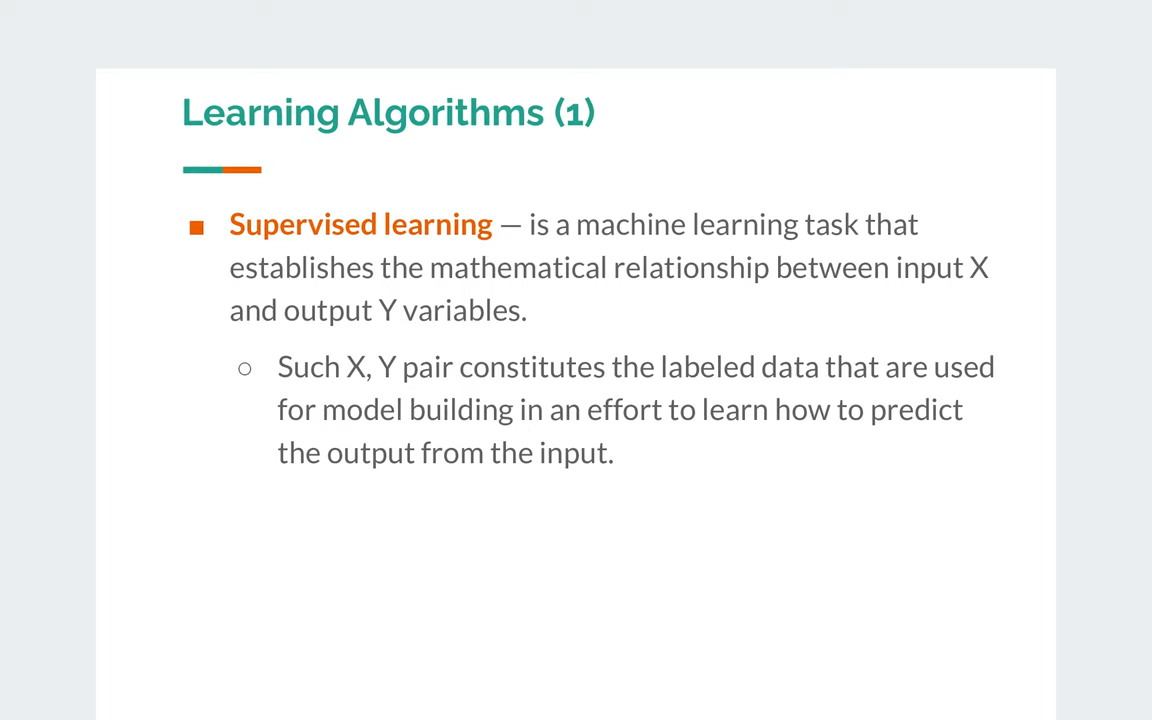 Learning Algorithms (1)
■ Supervised learning — is a machine learning task that
establishes the mathematical relationship between input X
and output Y variables.
○ Such X, Y pair constitutes the labeled data that are used
for model building in an effort to learn how to predict
the output from the input.